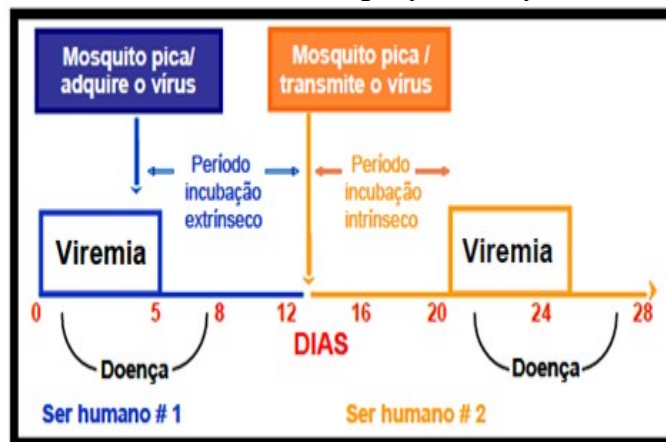 Mosquito pica/
adquire o vírus
Mosquito pica /
transmite o vírus
Período
incubação
extrínseco
Período
incubação
intrínseco
Viremia
Viremia
0 5 8 12 16 20 24 28
DIAS
Doença
Doença
Ser humano # 1
Ser humano # 2